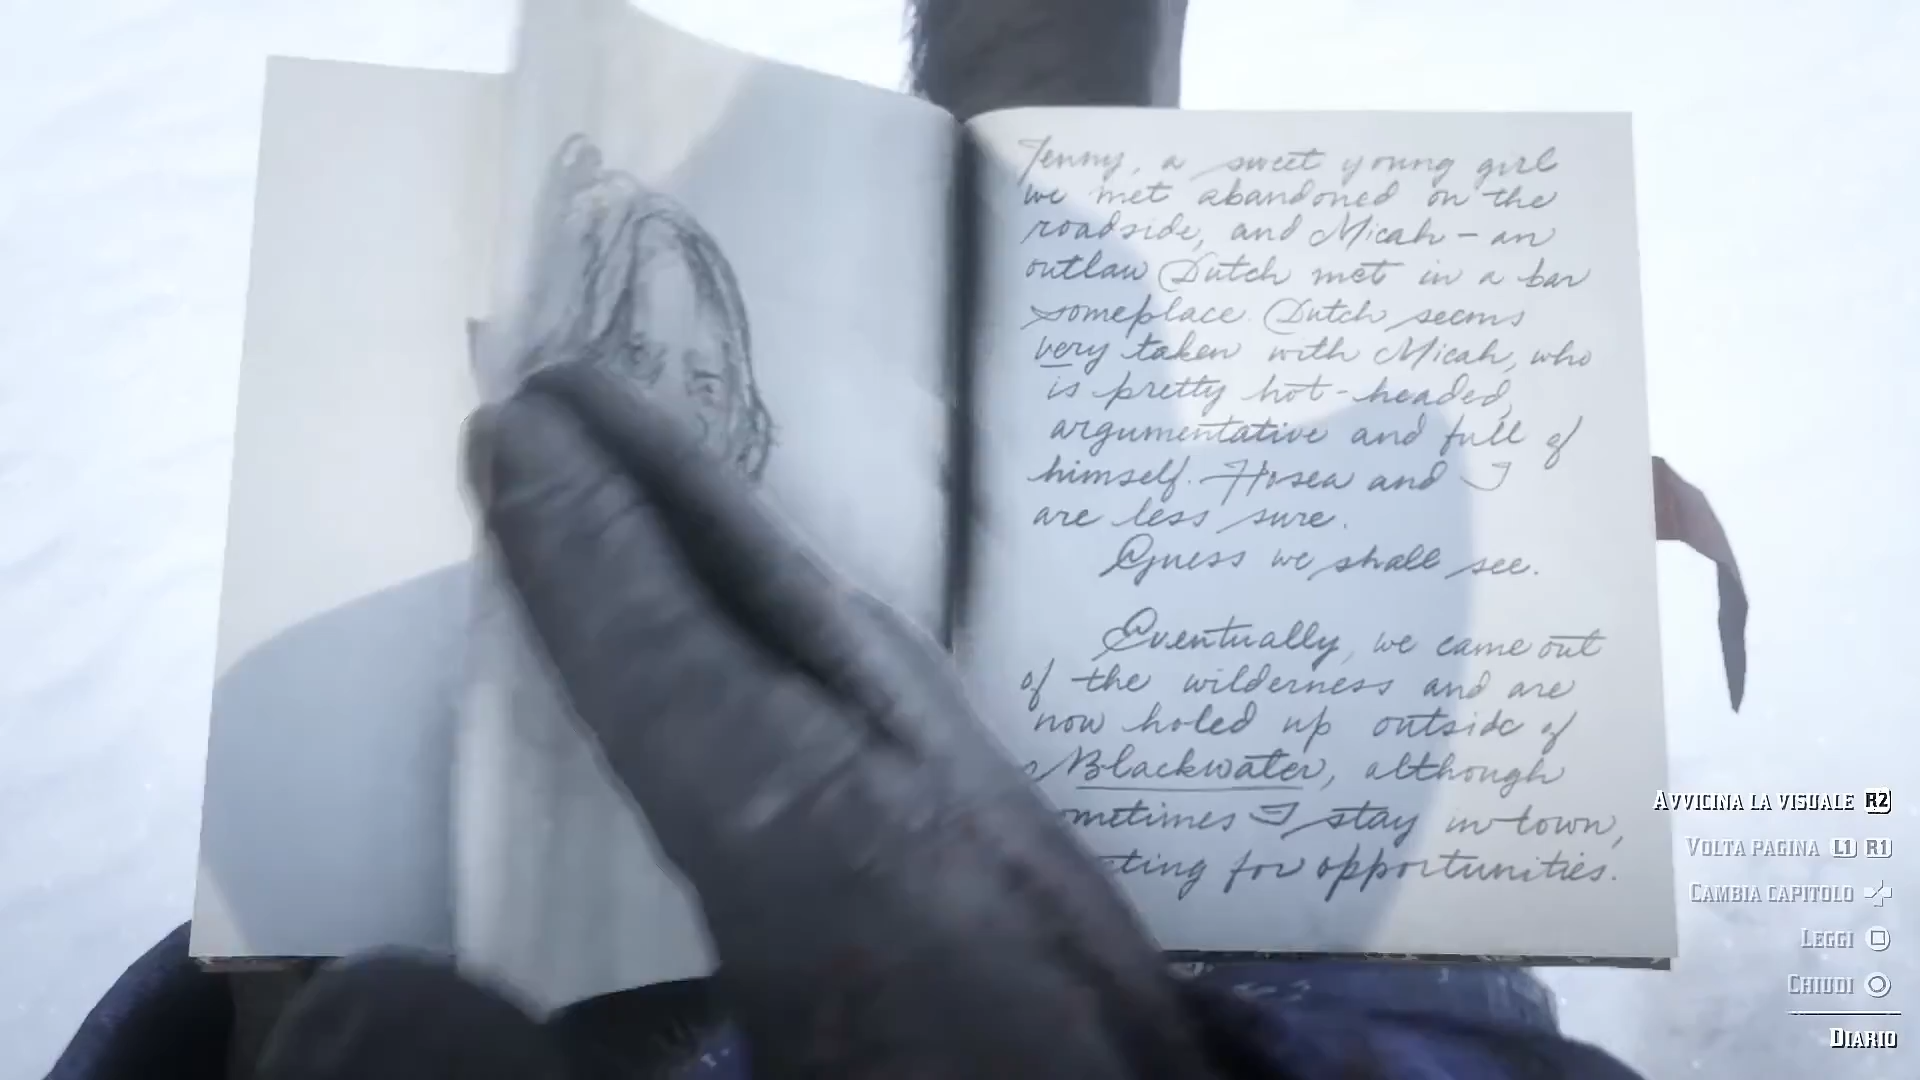 Jenny, a sweet young girl
we met abandoned on the
roadside, and Micah - an
outlaw Dutch met in a bar
someplace. Dutch seems
very taken with Micah, who
is pretty hot-headed,
argumentative and full of
himself. Hosea and I
are less sure.
Guess we shall see.
Eventually, we came out
of the wilderness and are
now holed up outside of
Blackwater, although
ometimes I stay in town,
ting for opportunities.
AVVICINA LA VISUALE R2
VOLTA PAGINA L1 R1
CAMBIA CAPITOLO
LEGGI
CHIUDI
DIARIO